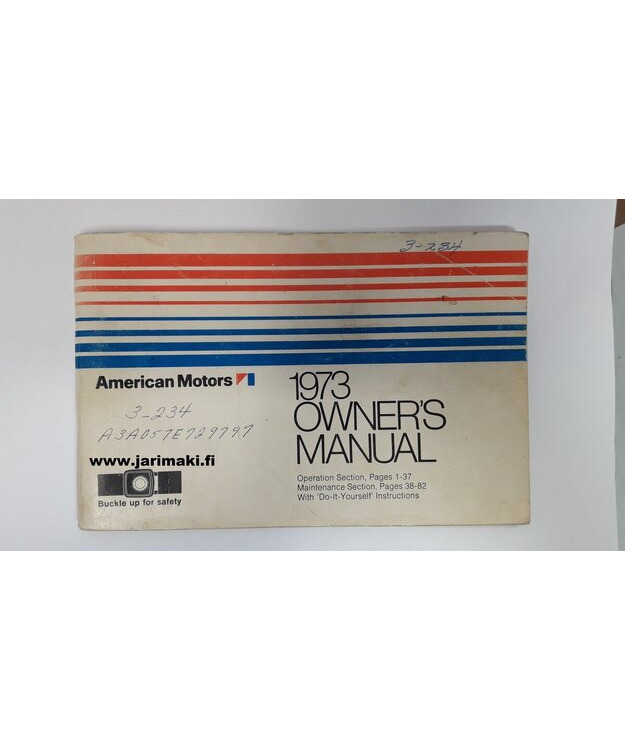 3-234
American Motors
1973
OWNER'S
MANUAL
3-234
A3A057E729797
www.jarimaki.fi
Buckle up for safety
Operation Section, Pages 1-37
Maintenance Section, Pages 38-82
With 'Do-It-Yourself' Instructions